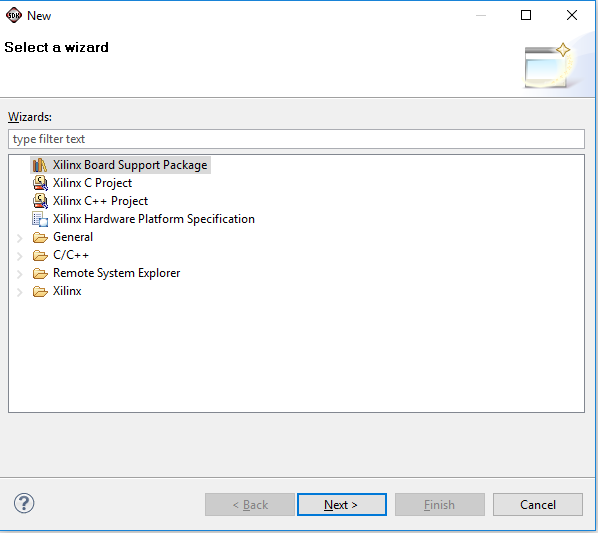 SDK New
Select a wizard
Wizards:
type filter text
Xilinx Board Support Package
Xilinx C Project
Xilinx C++ Project
Xilinx Hardware Platform Specification
General
C/C++
Remote System Explorer
Xilinx
? < Back Next > Finish Cancel